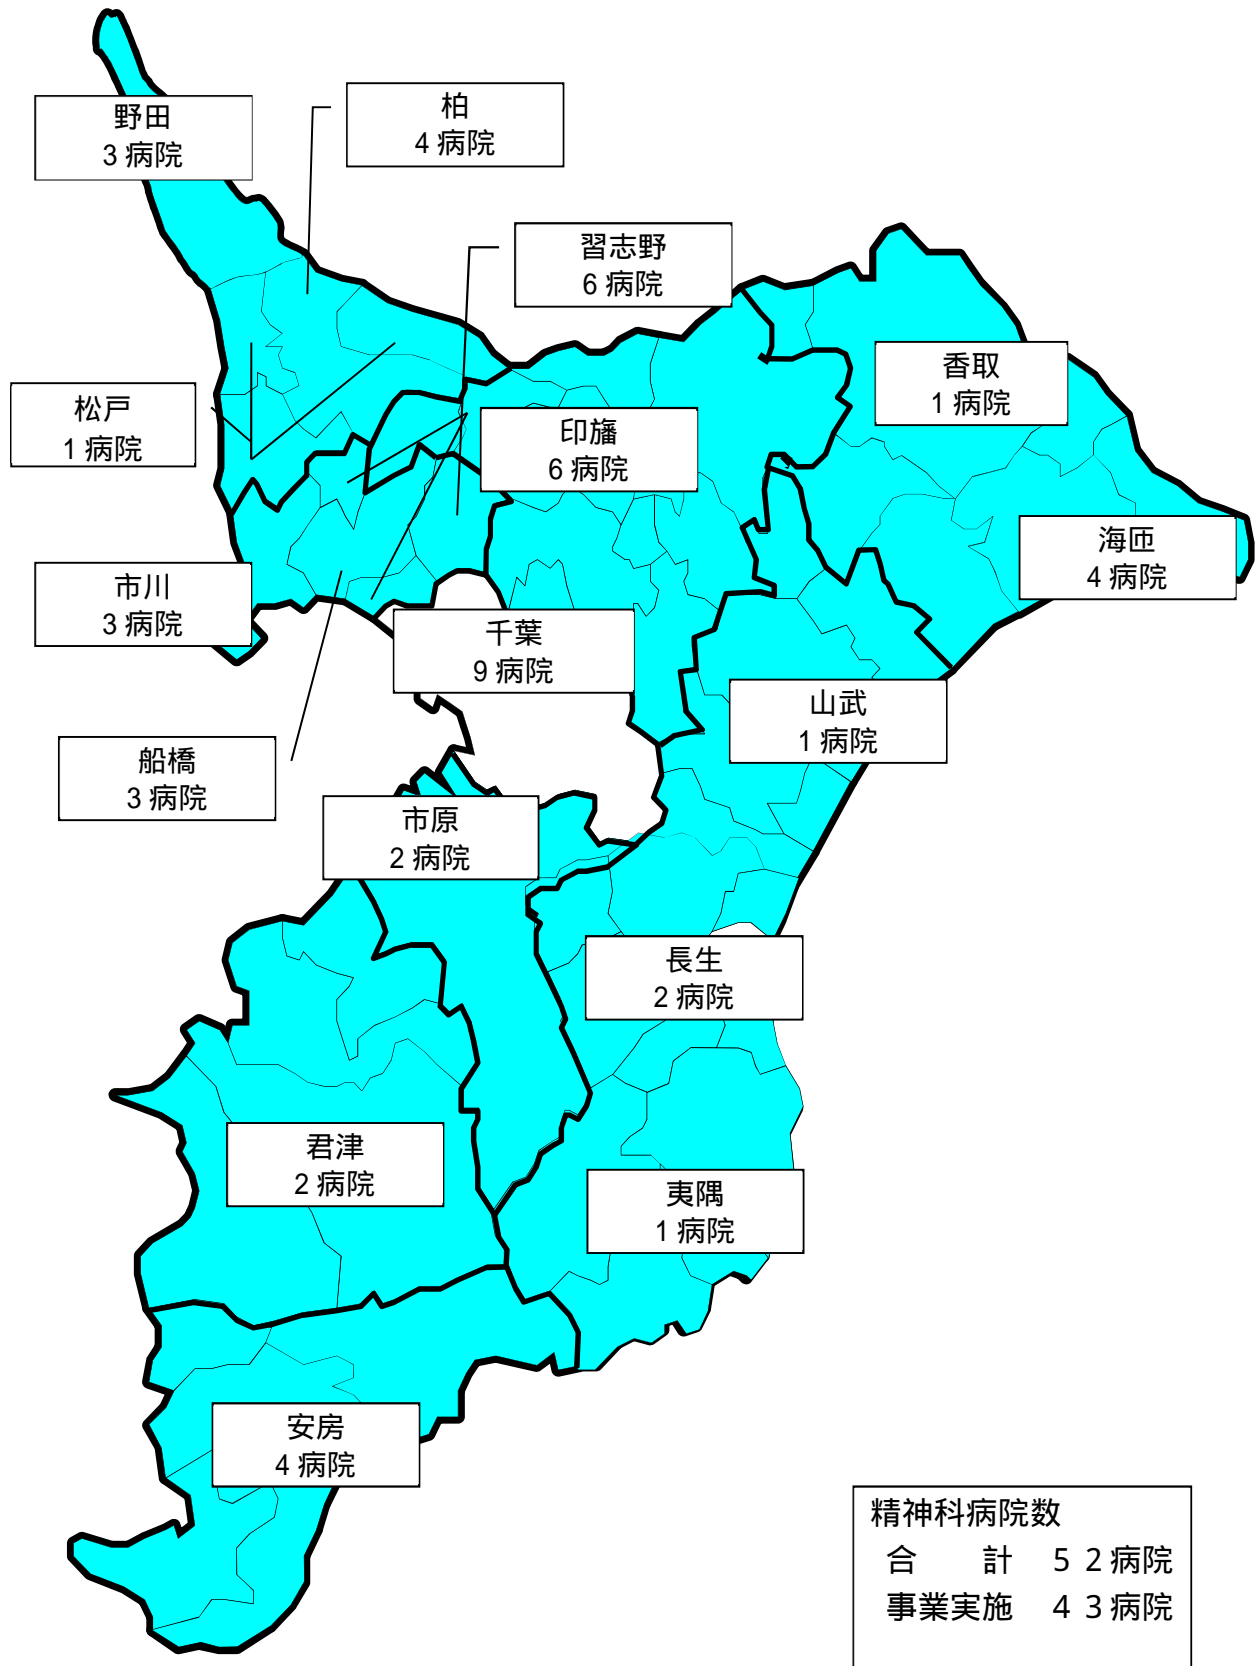 野田
3 病院
柏
4 病院
習志野
6 病院
香取
1 病院
松戸
1 病院
印旛
6 病院
海匝
4 病院
市川
3 病院
千葉
9 病院
山武
1 病院
船橋
3 病院
市原
2 病院
長生
2 病院
君津
2 病院
夷隅
1 病院
安房
4 病院
精神科病院数
合　　計　５２病院
事業実施　４３病院